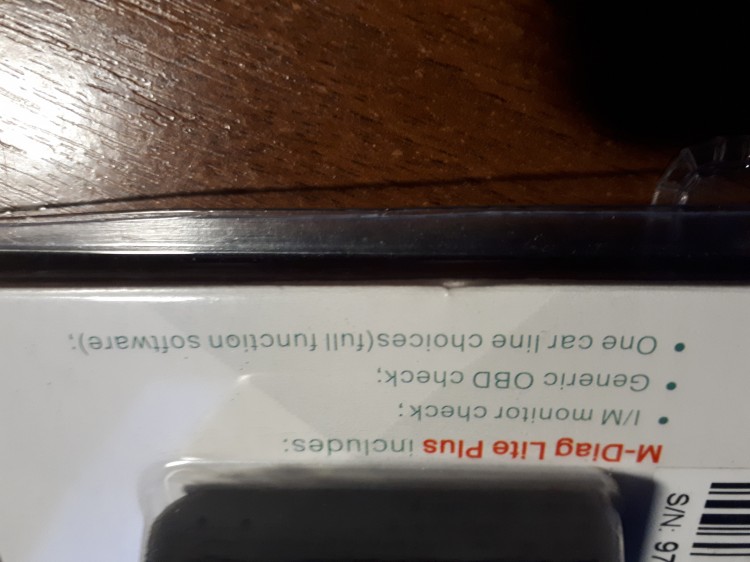 M-Diag Lite Plus includes:
• I/M monitor check;
• Generic OBD check;
• One car line choices(full function software);
S/N: 97